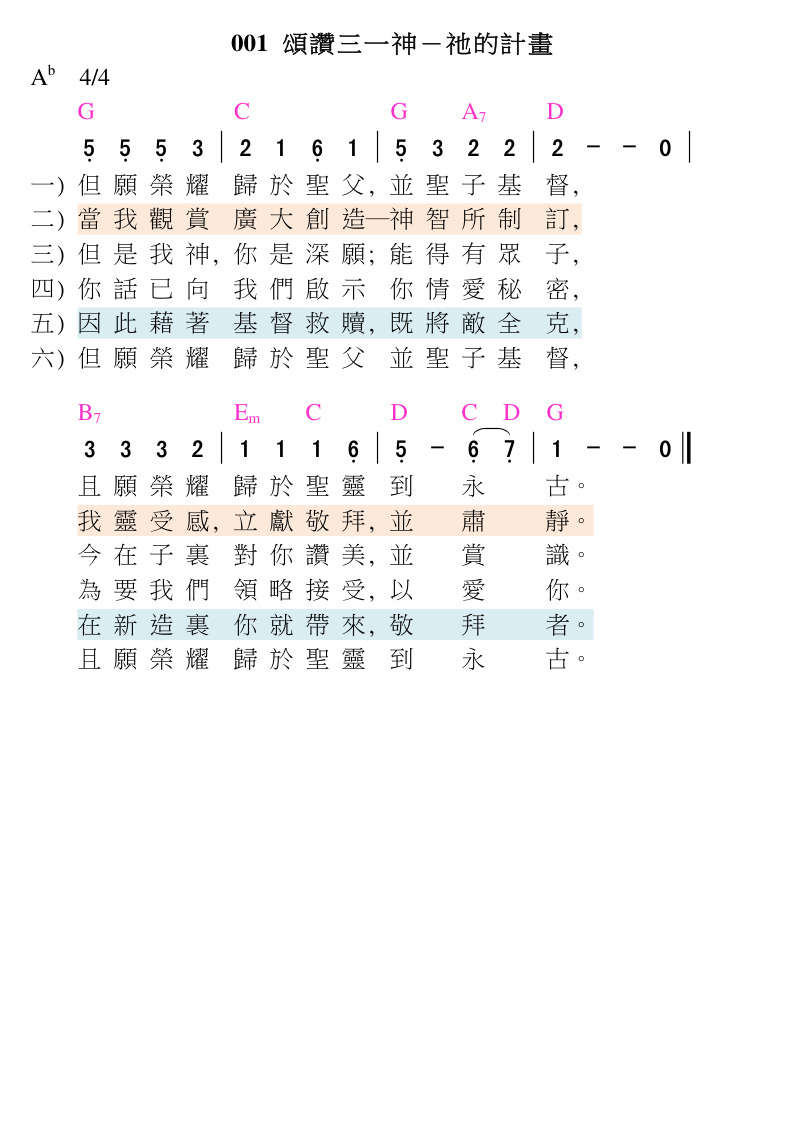 001 頌讚三一神－祂的計畫
Ab 4/4
G C G A7 D
5̣ 5̣ 5̣ 3 | 2 1 6̣ 1 | 5̣ 3 2 2 | 2 － － 0 |
一) 但願榮耀 歸於聖父, 並聖子基 督,
二) 當我觀賞 廣大創造—神智所制 訂,
三) 但是我神, 你是深願; 能得有眾 子,
四) 你話已向 我們啟示 你情愛秘 密,
五) 因此藉著 基督救贖, 既將敵全 克,
六) 但願榮耀 歸於聖父 並聖子基 督,
B7 Em C D C D G
3 3 3 2 | 1 1 1 6̣ | 5̣ － 6̣ 7̣ | 1 － － 0 ‖
且願榮耀 歸於聖靈 到 永 古。
我靈受感, 立獻敬拜, 並 肅 靜。
今在子裏 對你讚美, 並 賞 識。
為要我們 領略接受, 以 愛 你。
在新造裏 你就帶來, 敬 拜 者。
且願榮耀 歸於聖靈 到 永 古。